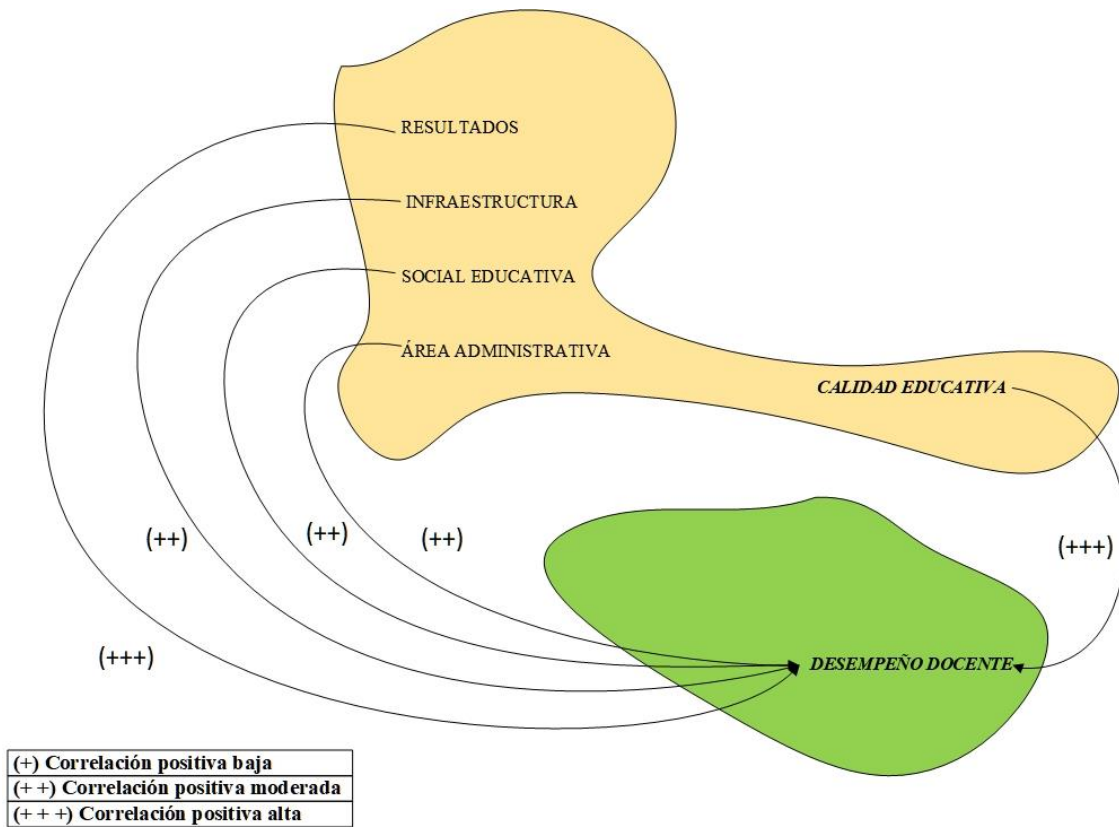 RESULTADOS
INFRAESTRUCTURA
SOCIAL EDUCATIVA
ÁREA ADMINISTRATIVA
CALIDAD EDUCATIVA
(++)
(++)
(++)
(+++)
(+++)
DESEMPEÑO DOCENTE
(+) Correlación positiva baja
(+ +) Correlación positiva moderada
(+ + +) Correlación positiva alta